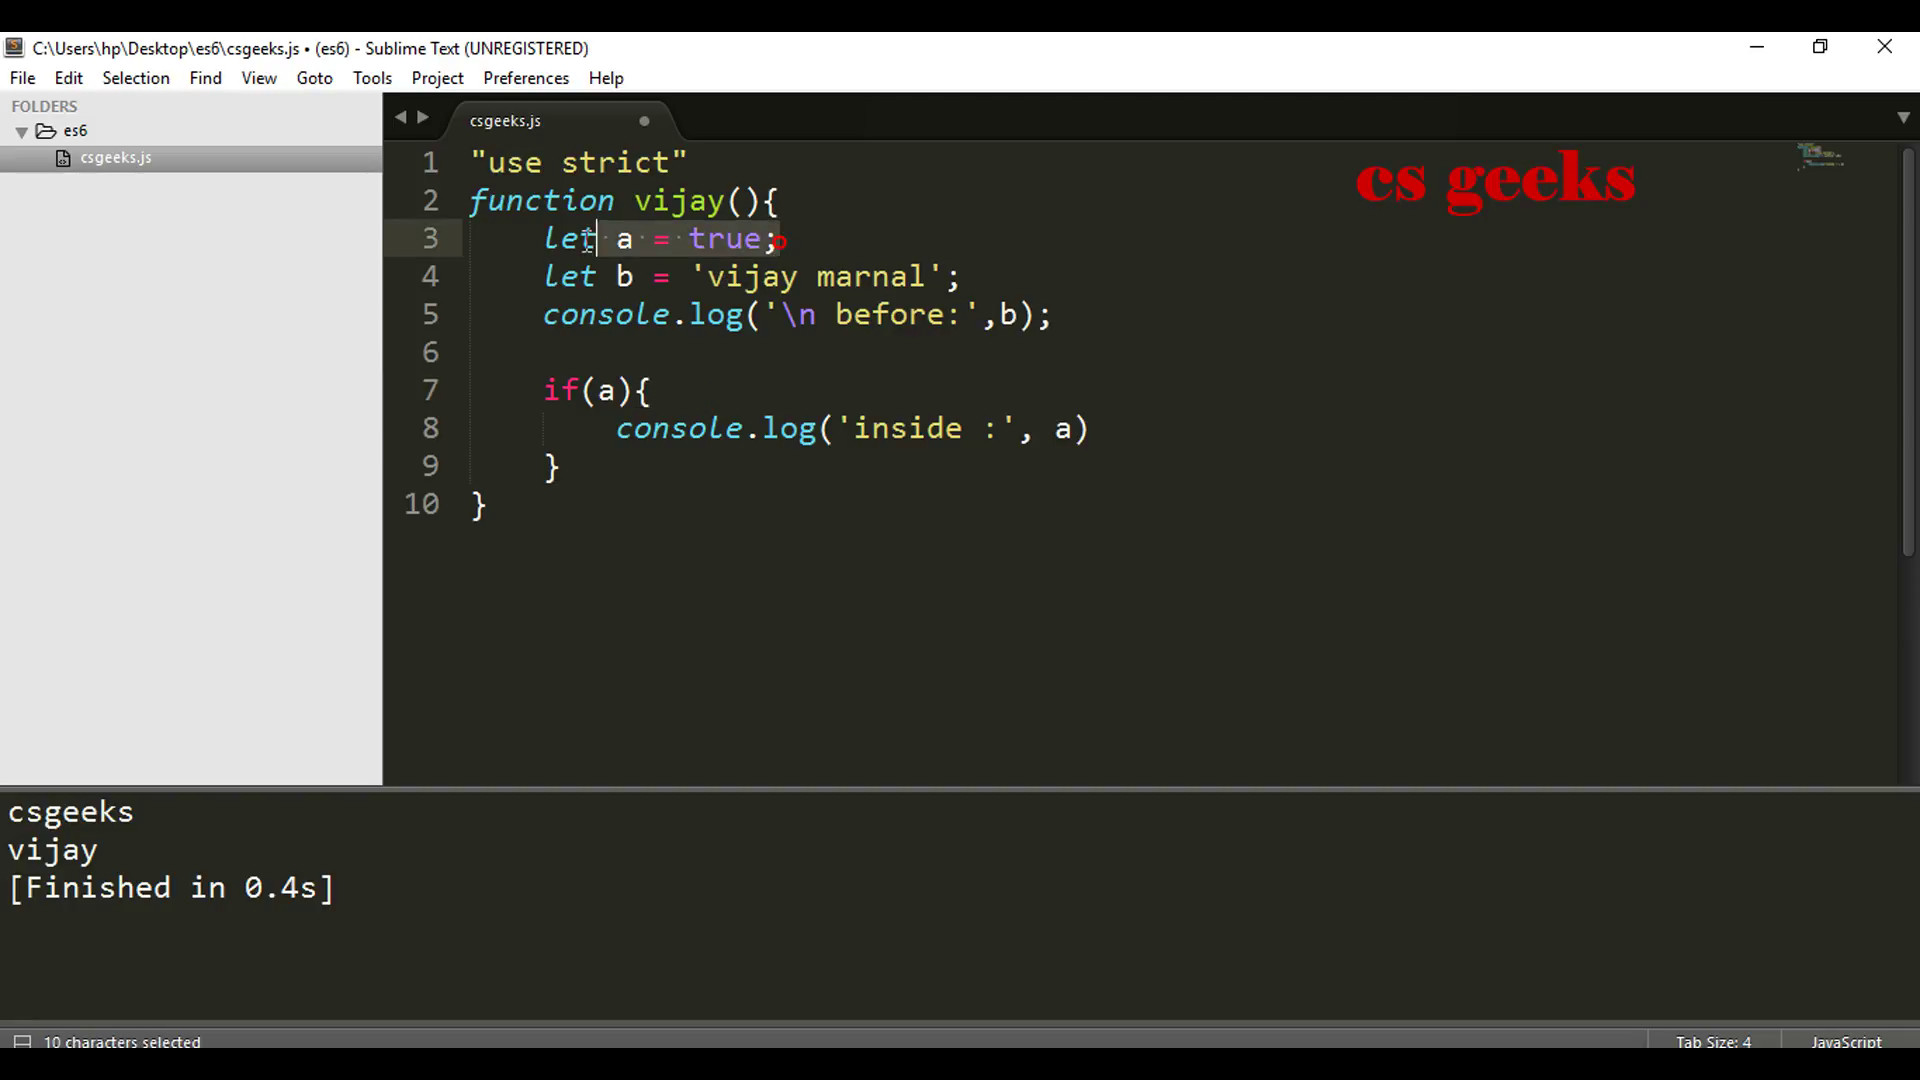 C:\Users\hp\Desktop\es6\csgeeks.js • (es6) - Sublime Text (UNREGISTERED)
File Edit Selection Find View Goto Tools Project Preferences Help
FOLDERS
es6
csgeeks.js
csgeeks.js
cs geeks
1 "use strict"
2 function vijay(){
3 let a = true;
4 let b = 'vijay marnal';
5 console.log('\n before:',b);
6
7 if(a){
8 console.log('inside :', a)
9 }
10 }
csgeeks
vijay
[Finished in 0.4s]
10 characters selected
Tab Size: 4
JavaScript